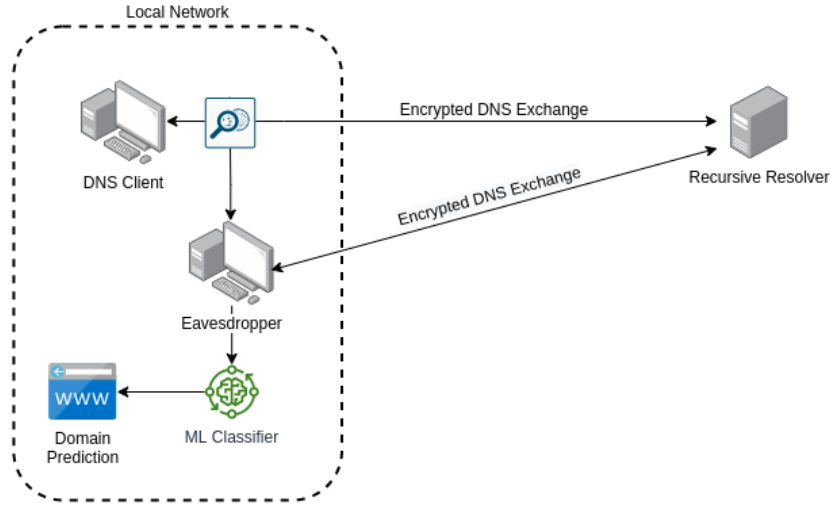 Local Network
Encrypted DNS Exchange
DNS Client
Recursive Resolver
Encrypted DNS Exchange
Eavesdropper
www
ML Classifier
Domain
Prediction